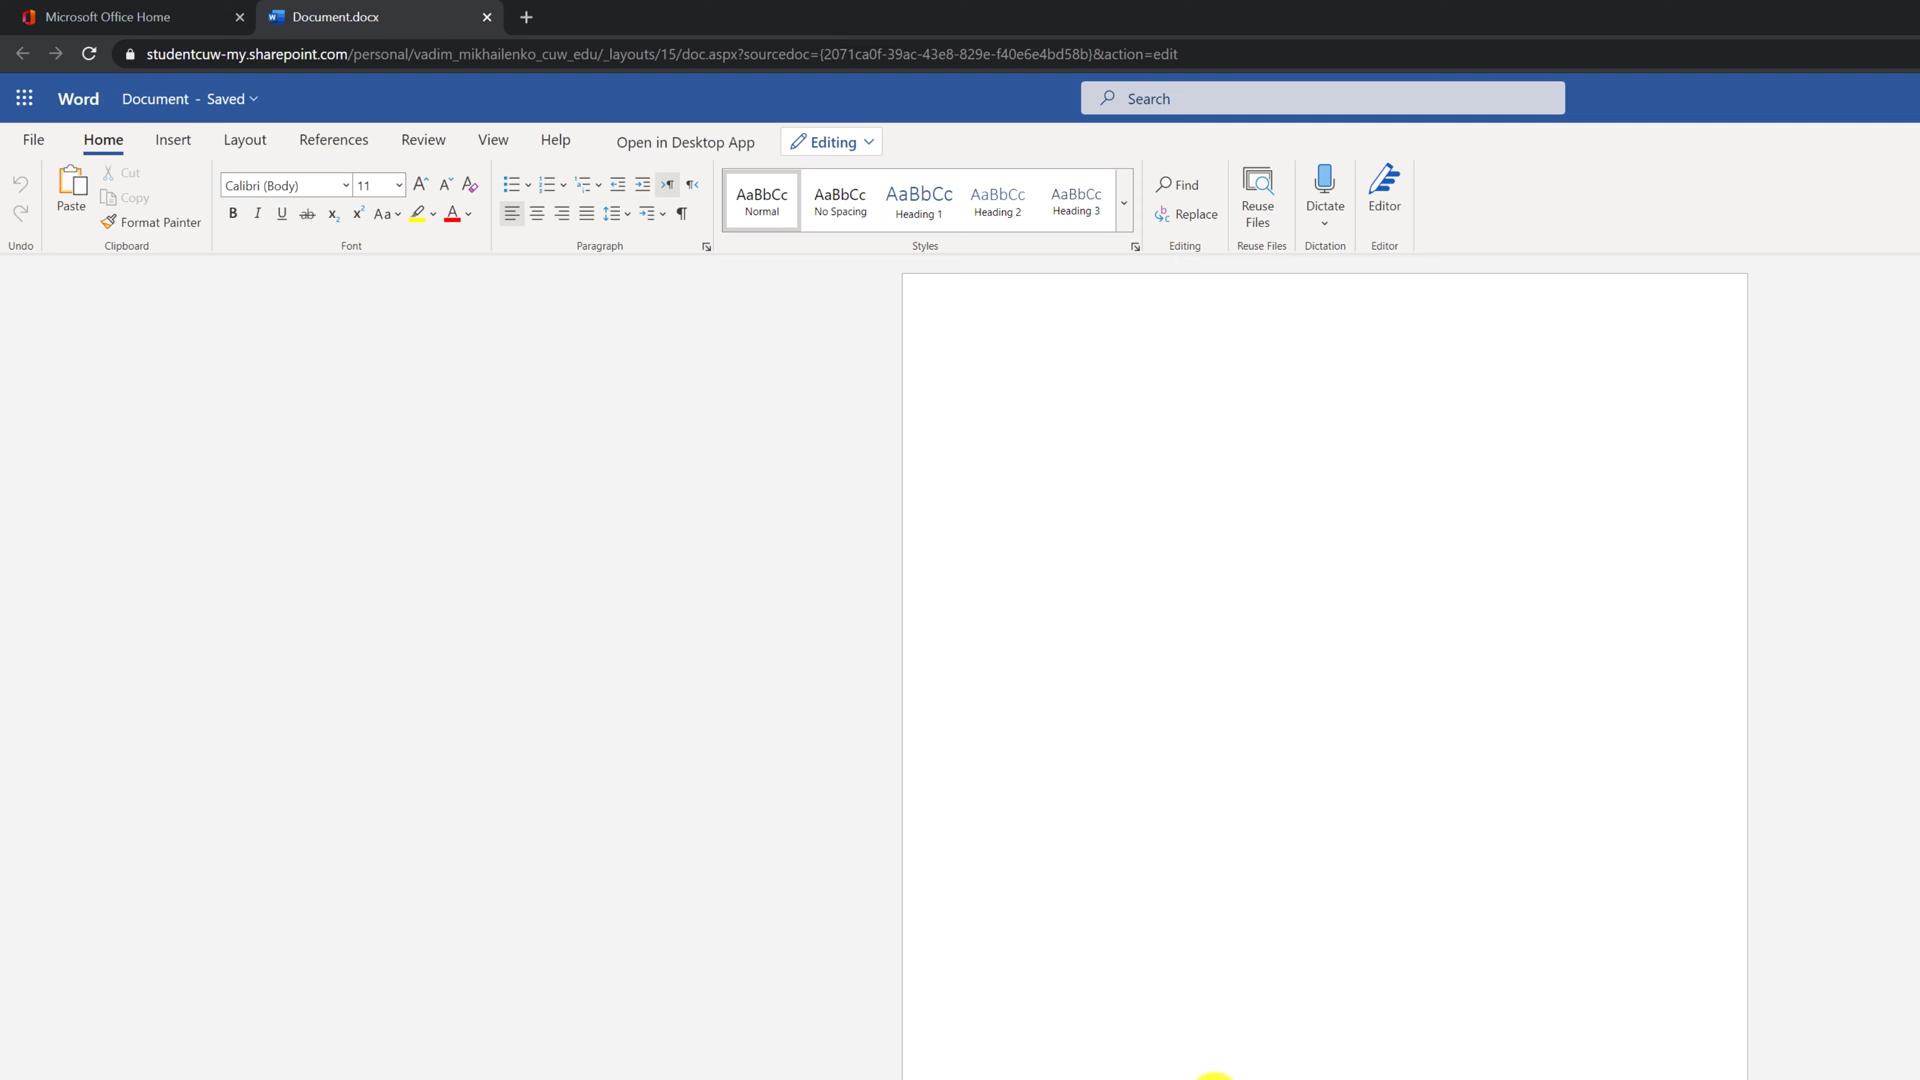 Microsoft Office Home
Document.docx
studentcuw-my.sharepoint.com/personal/vadim_mikhailenko_cuw_edu/_layouts/15/doc.aspx?sourcedoc={2071ca0f-39ac-43e8-829e-f40e6e4bd58b}&action=edit
Word Document - Saved
Search
File Home Insert Layout References Review View Help Open in Desktop App Editing
Paste
Cut
Copy
Format Painter
Calibri (Body) 11
AaBbCc
Normal
AaBbCc
No Spacing
AaBbCc
Heading 1
AaBbCc
Heading 2
AaBbCc
Heading 3
Find
Replace
Reuse
Files
Dictate
Editor
Undo Clipboard Font Paragraph Styles Editing Reuse Files Dictation Editor